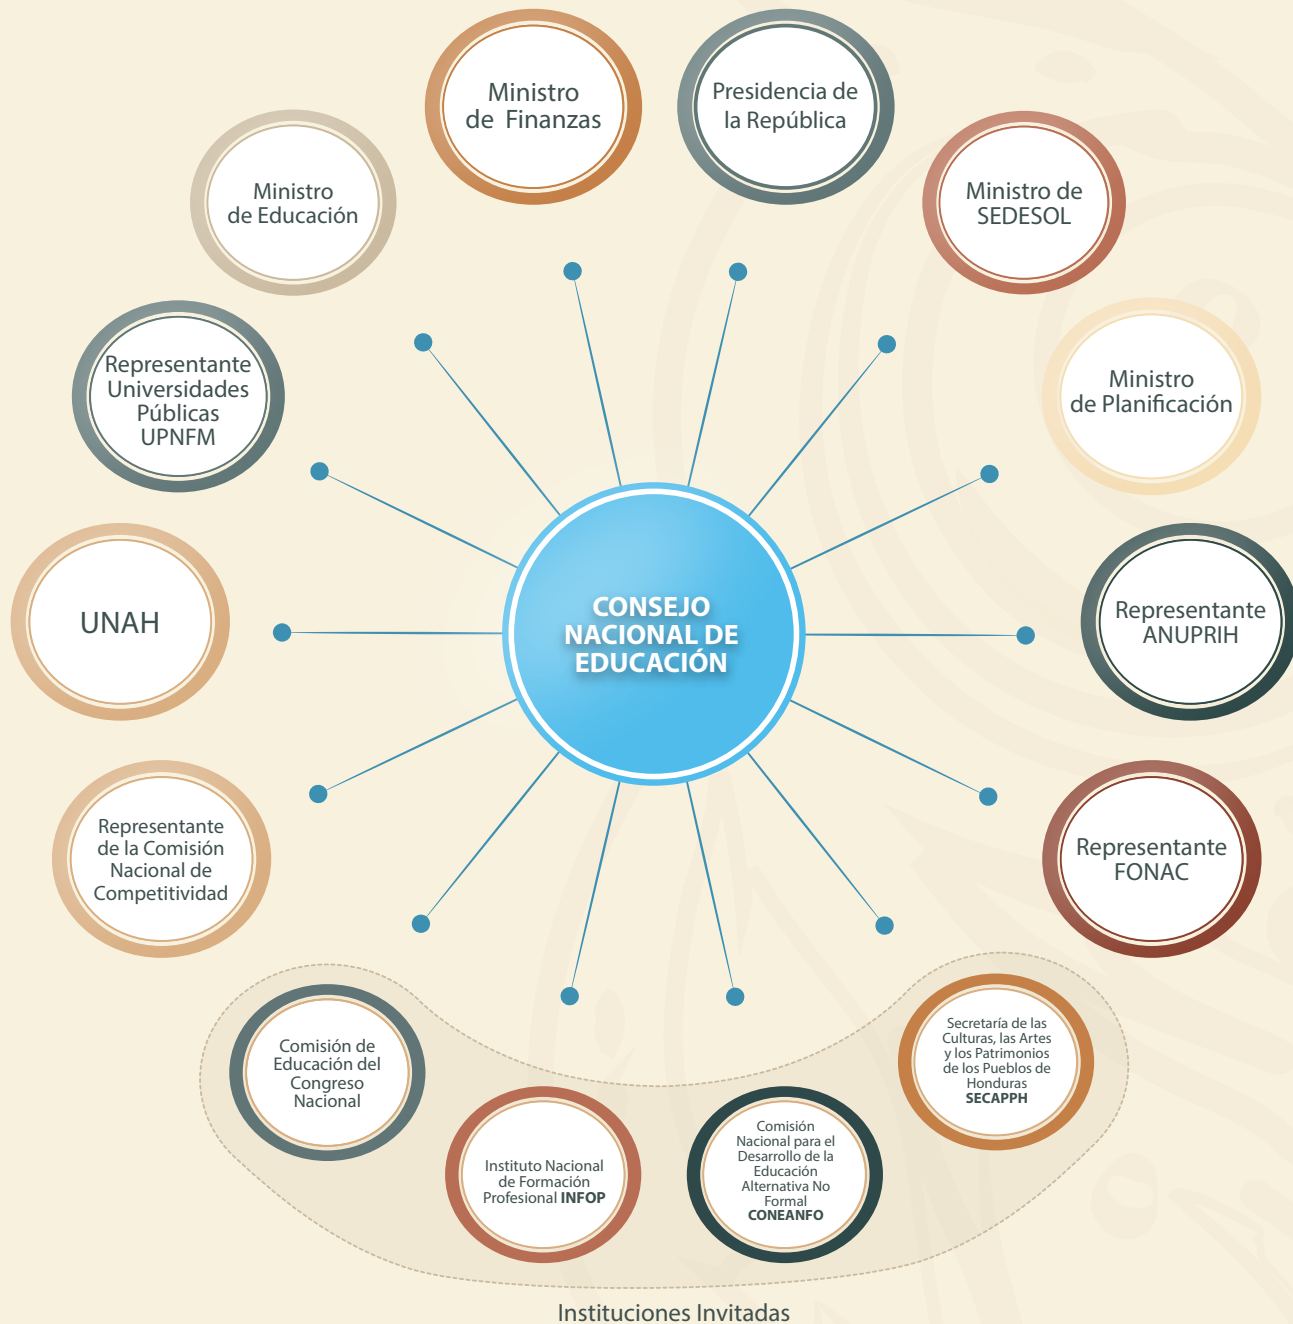 Ministro
de Finanzas
Presidencia de
la República
Ministro
de Educación
Ministro de
SEDESOL
Representante
Universidades
Públicas
UPNFM
Ministro
de Planificación
UNAH
CONSEJO
NACIONAL DE
EDUCACIÓN
Representante
ANUPRIH
Representante
de la Comisión
Nacional de
Competitividad
Representante
FONAC
Comisión de
Educación del
Congreso
Nacional
Instituto Nacional
de Formación
Profesional INFOP
Comisión
Nacional para el
Desarrollo de la
Educación
Alternativa No
Formal
CONEANFO
Secretaría de las
Culturas, las Artes
y los Patrimonios
de los Pueblos de
Honduras
SECAPPH
Instituciones Invitadas